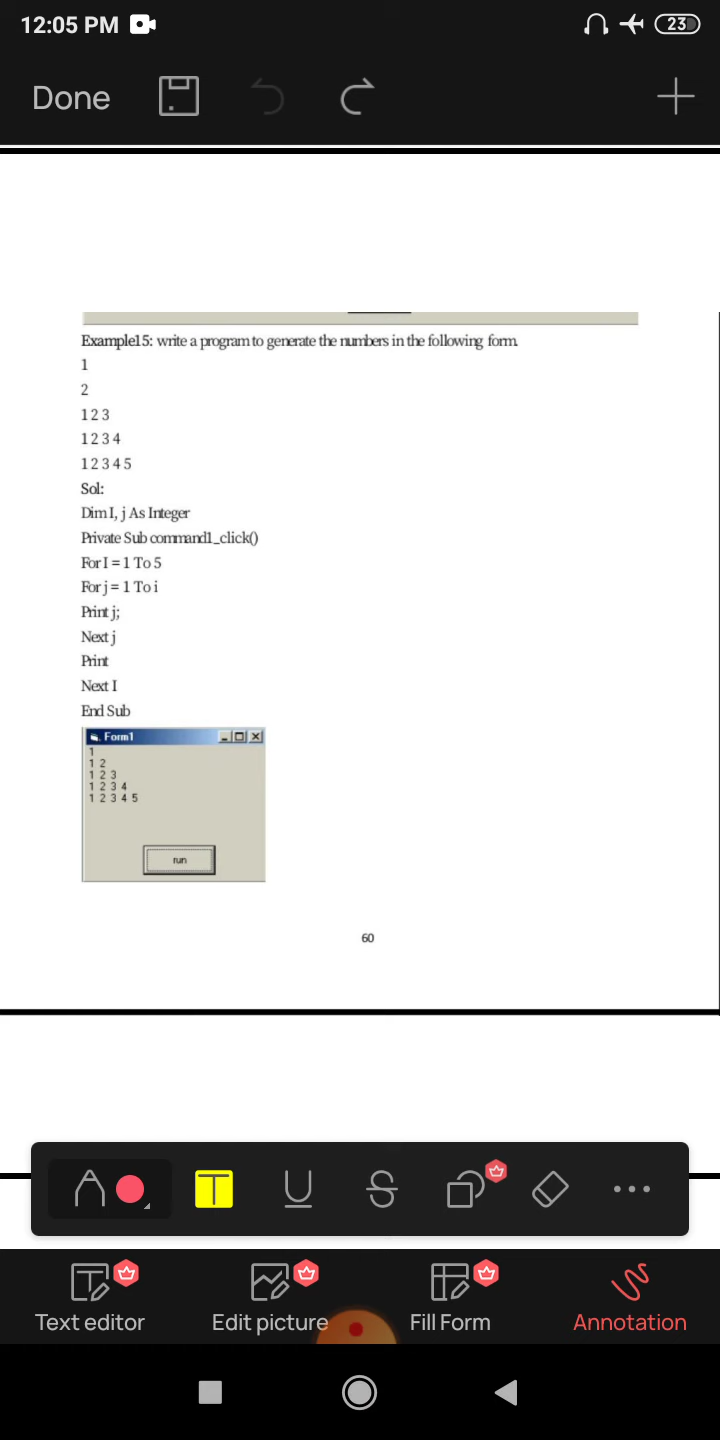 12:05 PM
23
Done
Example15: write a program to generate the numbers in the following form.
1
2
1 2 3
1 2 3 4
1 2 3 4 5
Sol:
Dim I, j As Integer
Private Sub command1_click()
For I = 1 To 5
For j = 1 To i
Print j;
Next j
Print
Next I
End Sub
Form1
1
1 2
1 2 3
1 2 3 4
1 2 3 4 5
run
60
Text editor
Edit picture
Fill Form
Annotation